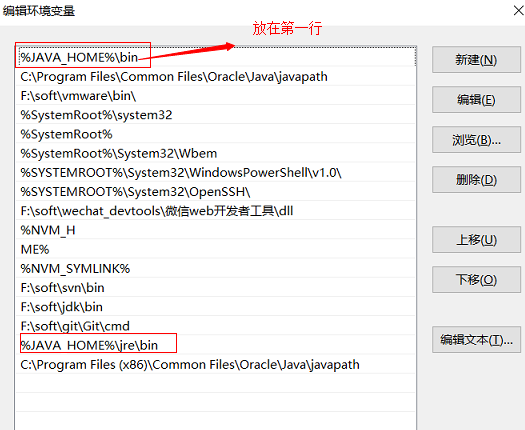 编辑环境变量
放在第一行
%JAVA_HOME%\bin
C:\Program Files\Common Files\Oracle\Java\javapath
F:\soft\vmware\bin\
%SystemRoot%\system32
%SystemRoot%
%SystemRoot%\System32\Wbem
%SYSTEMROOT%\System32\WindowsPowerShell\v1.0\
%SYSTEMROOT%\System32\OpenSSH\
F:\soft\wechat_devtools\微信web开发者工具\dll
%NVM_H
ME%
%NVM_SYMLINK%
F:\soft\svn\bin
F:\soft\jdk\bin
F:\soft\git\Git\cmd
%JAVA_HOME%\jre\bin
C:\Program Files (x86)\Common Files\Oracle\Java\javapath
新建(N)
编辑(E)
浏览(B)...
删除(D)
上移(U)
下移(O)
编辑文本(T)...